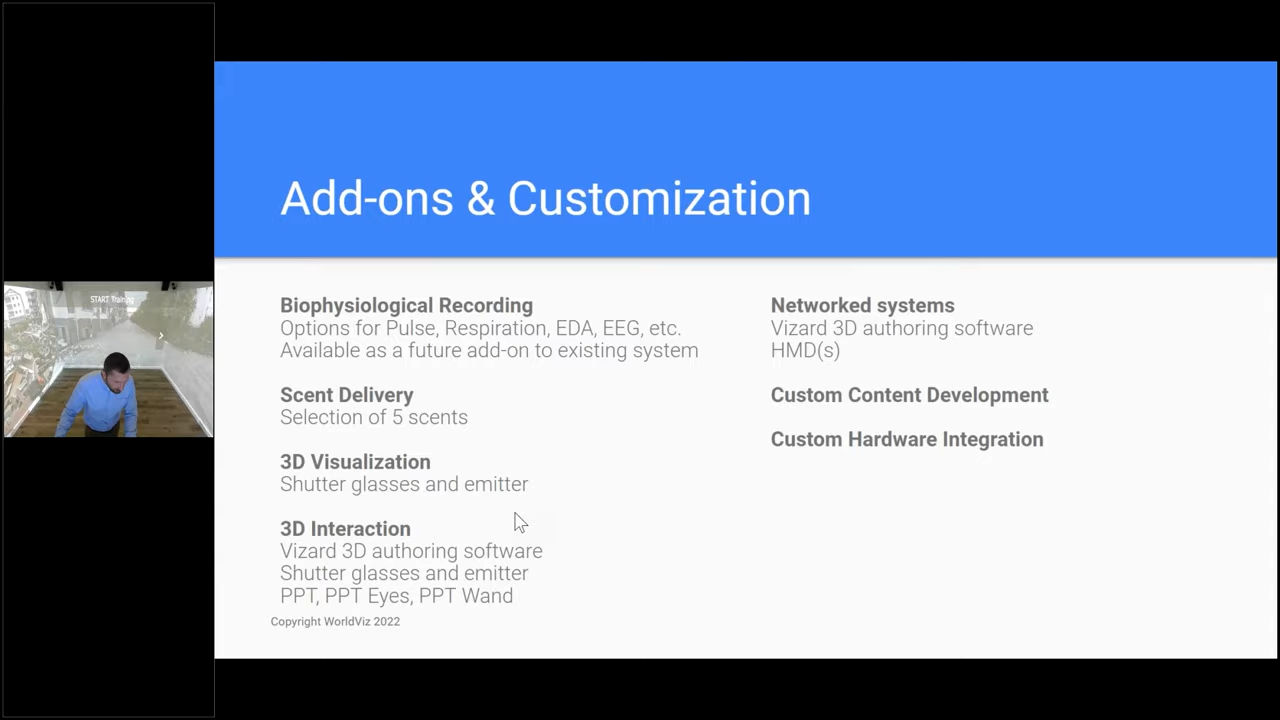 START Training
Add-ons & Customization
Biophysiological Recording
Options for Pulse, Respiration, EDA, EEG, etc.
Available as a future add-on to existing system
Scent Delivery
Selection of 5 scents
3D Visualization
Shutter glasses and emitter
3D Interaction
Vizard 3D authoring software
Shutter glasses and emitter
PPT, PPT Eyes, PPT Wand
Copyright WorldViz 2022
Networked systems
Vizard 3D authoring software
HMD(s)
Custom Content Development
Custom Hardware Integration